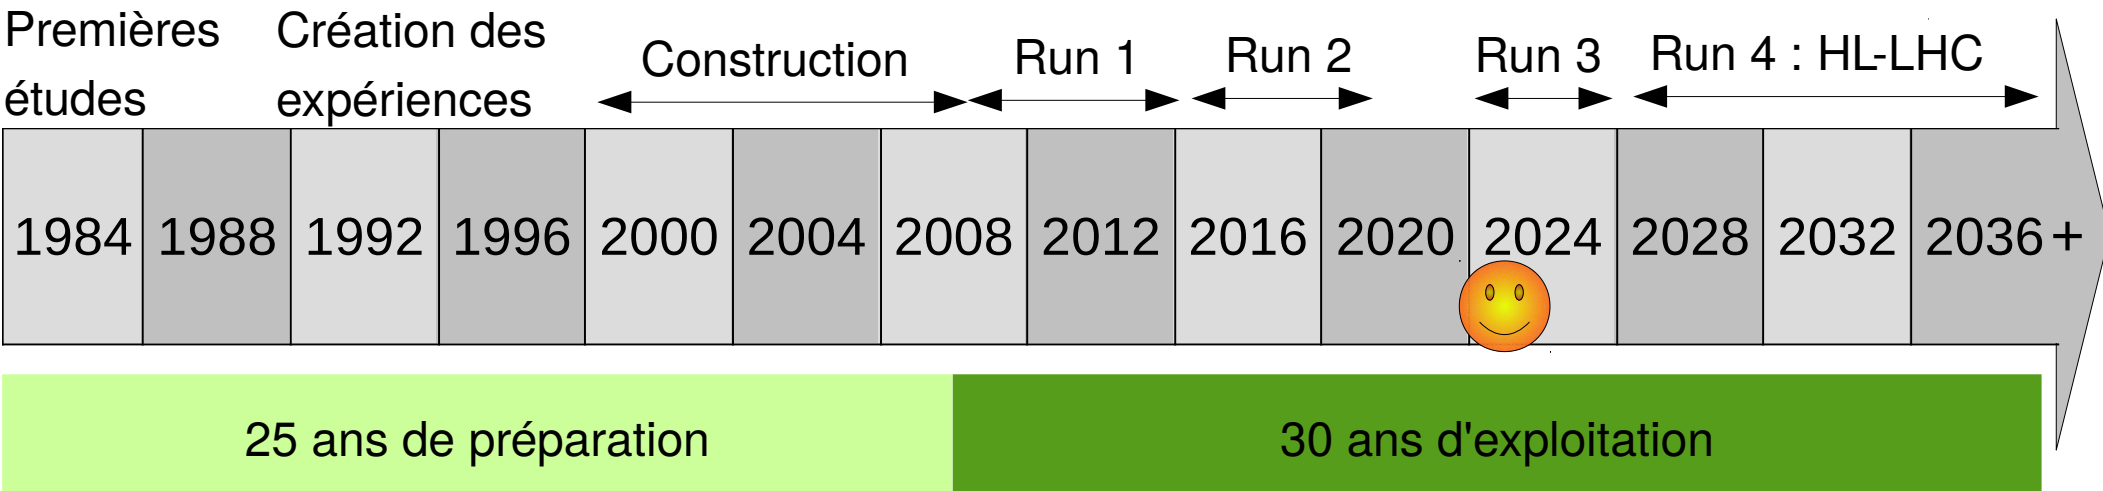 Premières
études
Création des
expériences
Construction
Run 1
Run 2
Run 3
Run 4 : HL-LHC
1984 1988 1992 1996 2000 2004 2008 2012 2016 2020 2024 2028 2032 2036 +
25 ans de préparation
30 ans d'exploitation